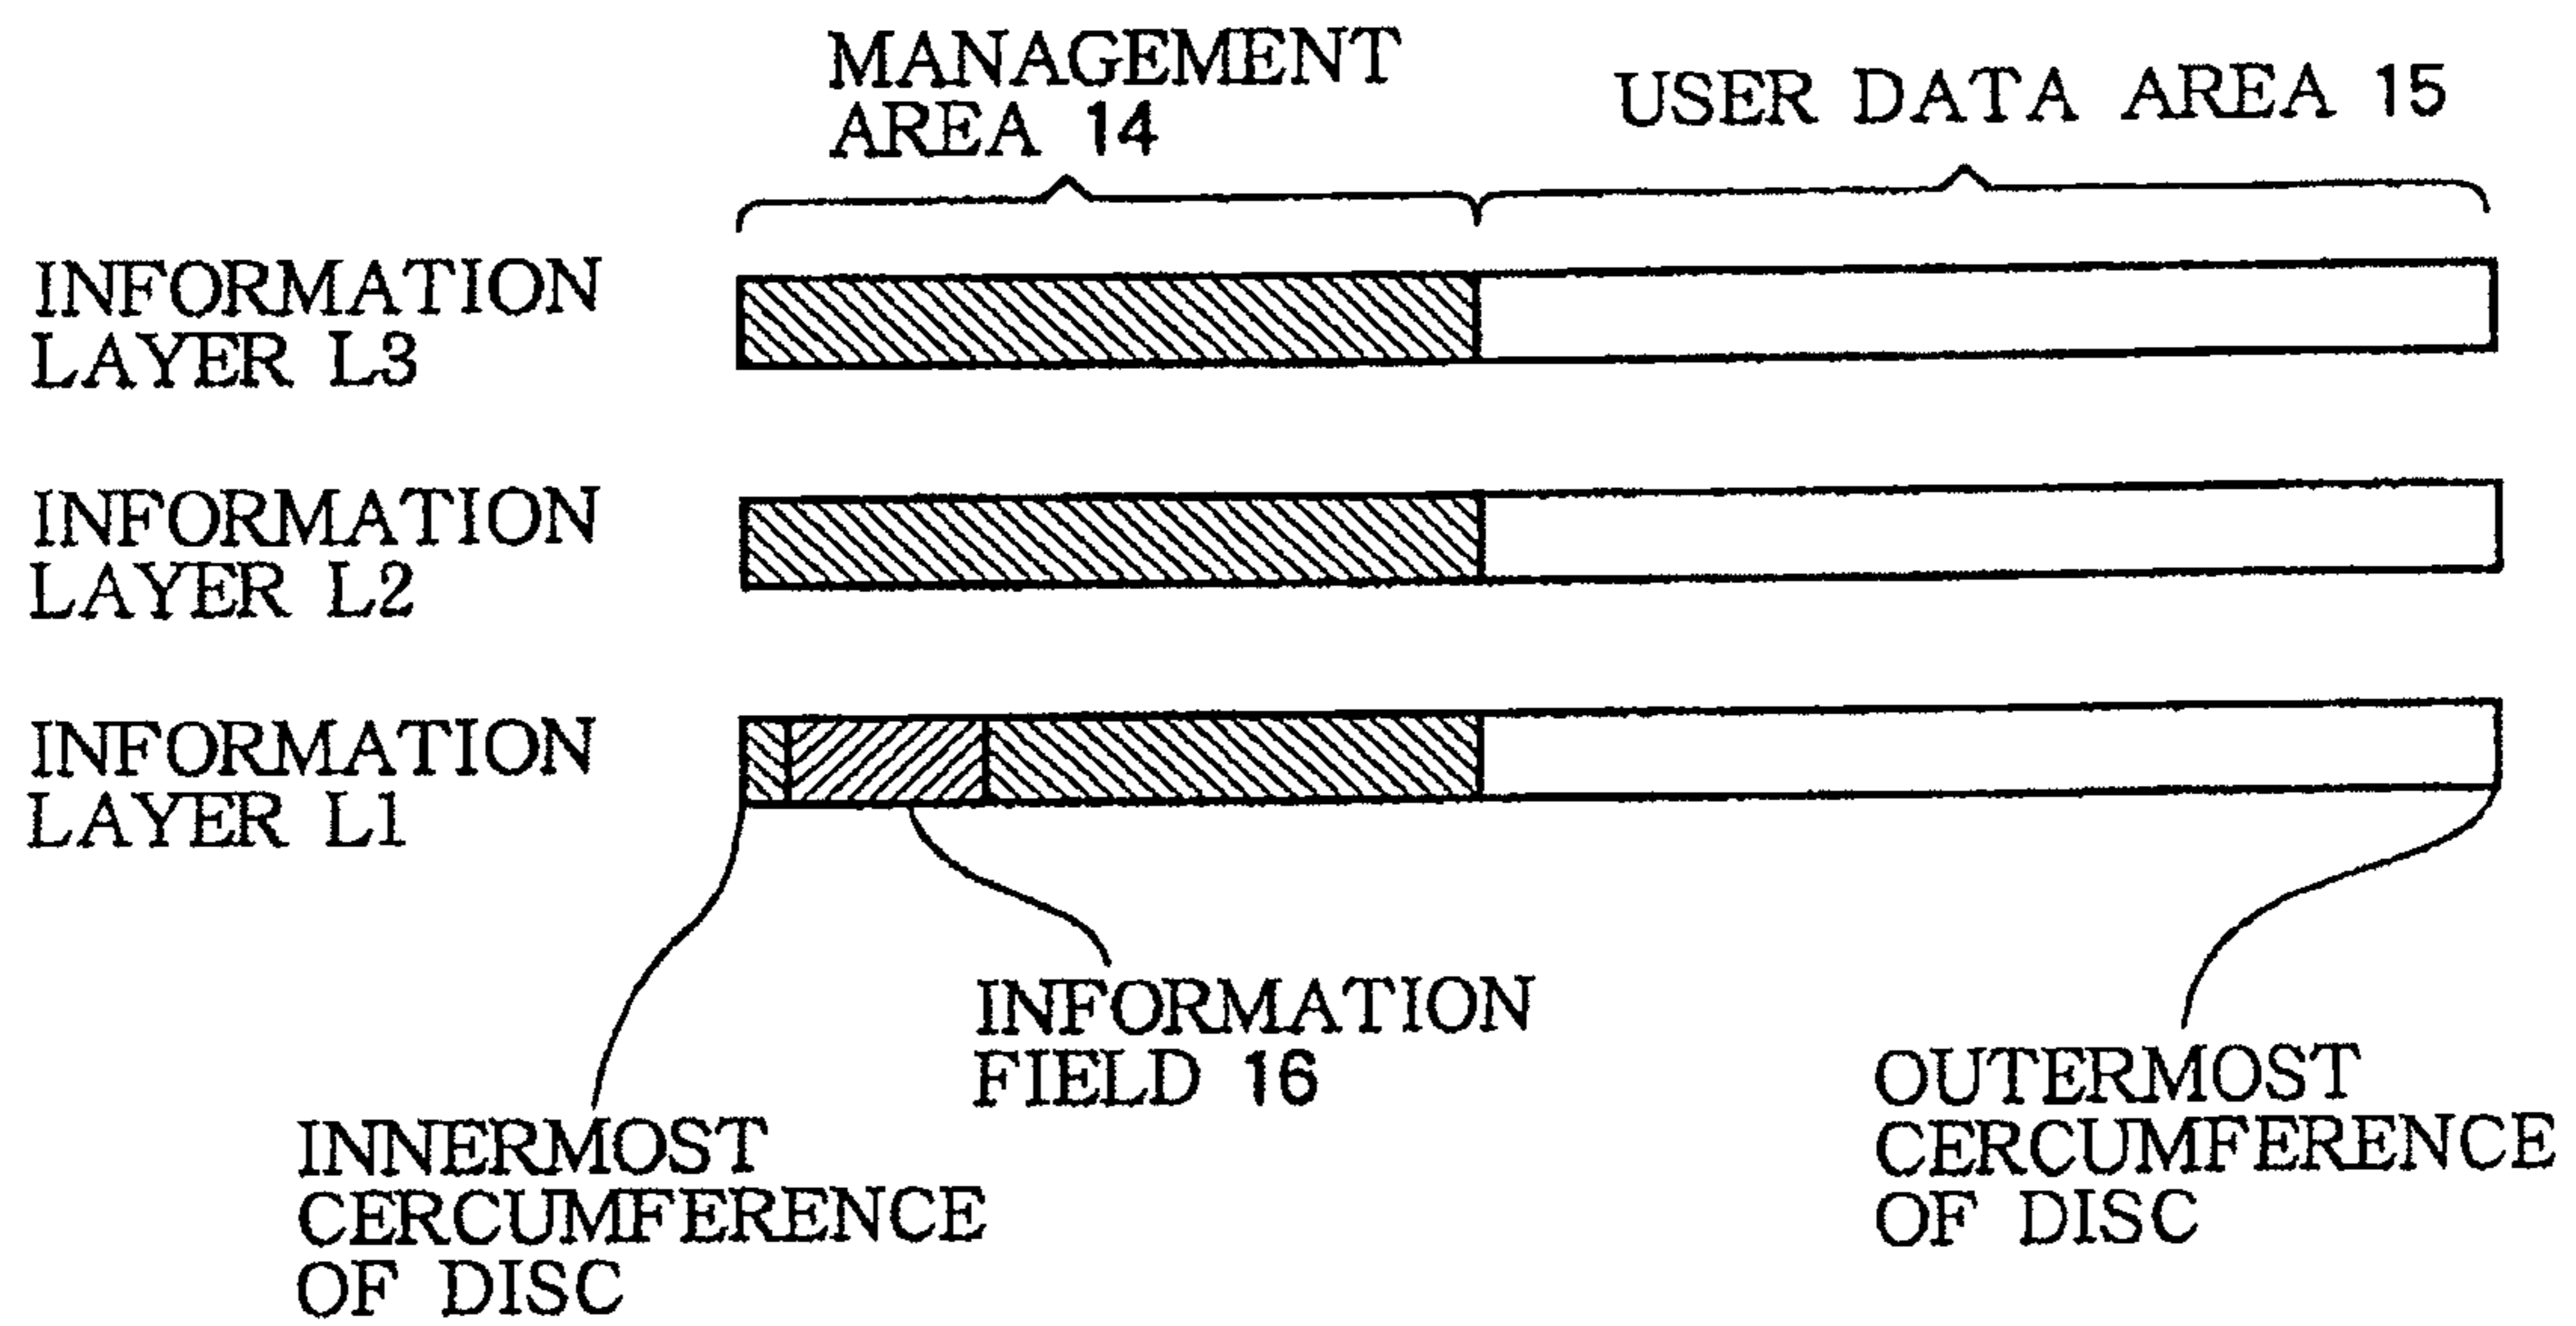 MANAGEMENT
AREA 14
USER DATA AREA 15
INFORMATION
LAYER L3
INFORMATION
LAYER L2
INFORMATION
LAYER L1
INFORMATION
FIELD 16
INNERMOST
CERCUMFERENCE
OF DISC
OUTERMOST
CERCUMFERENCE
OF DISC